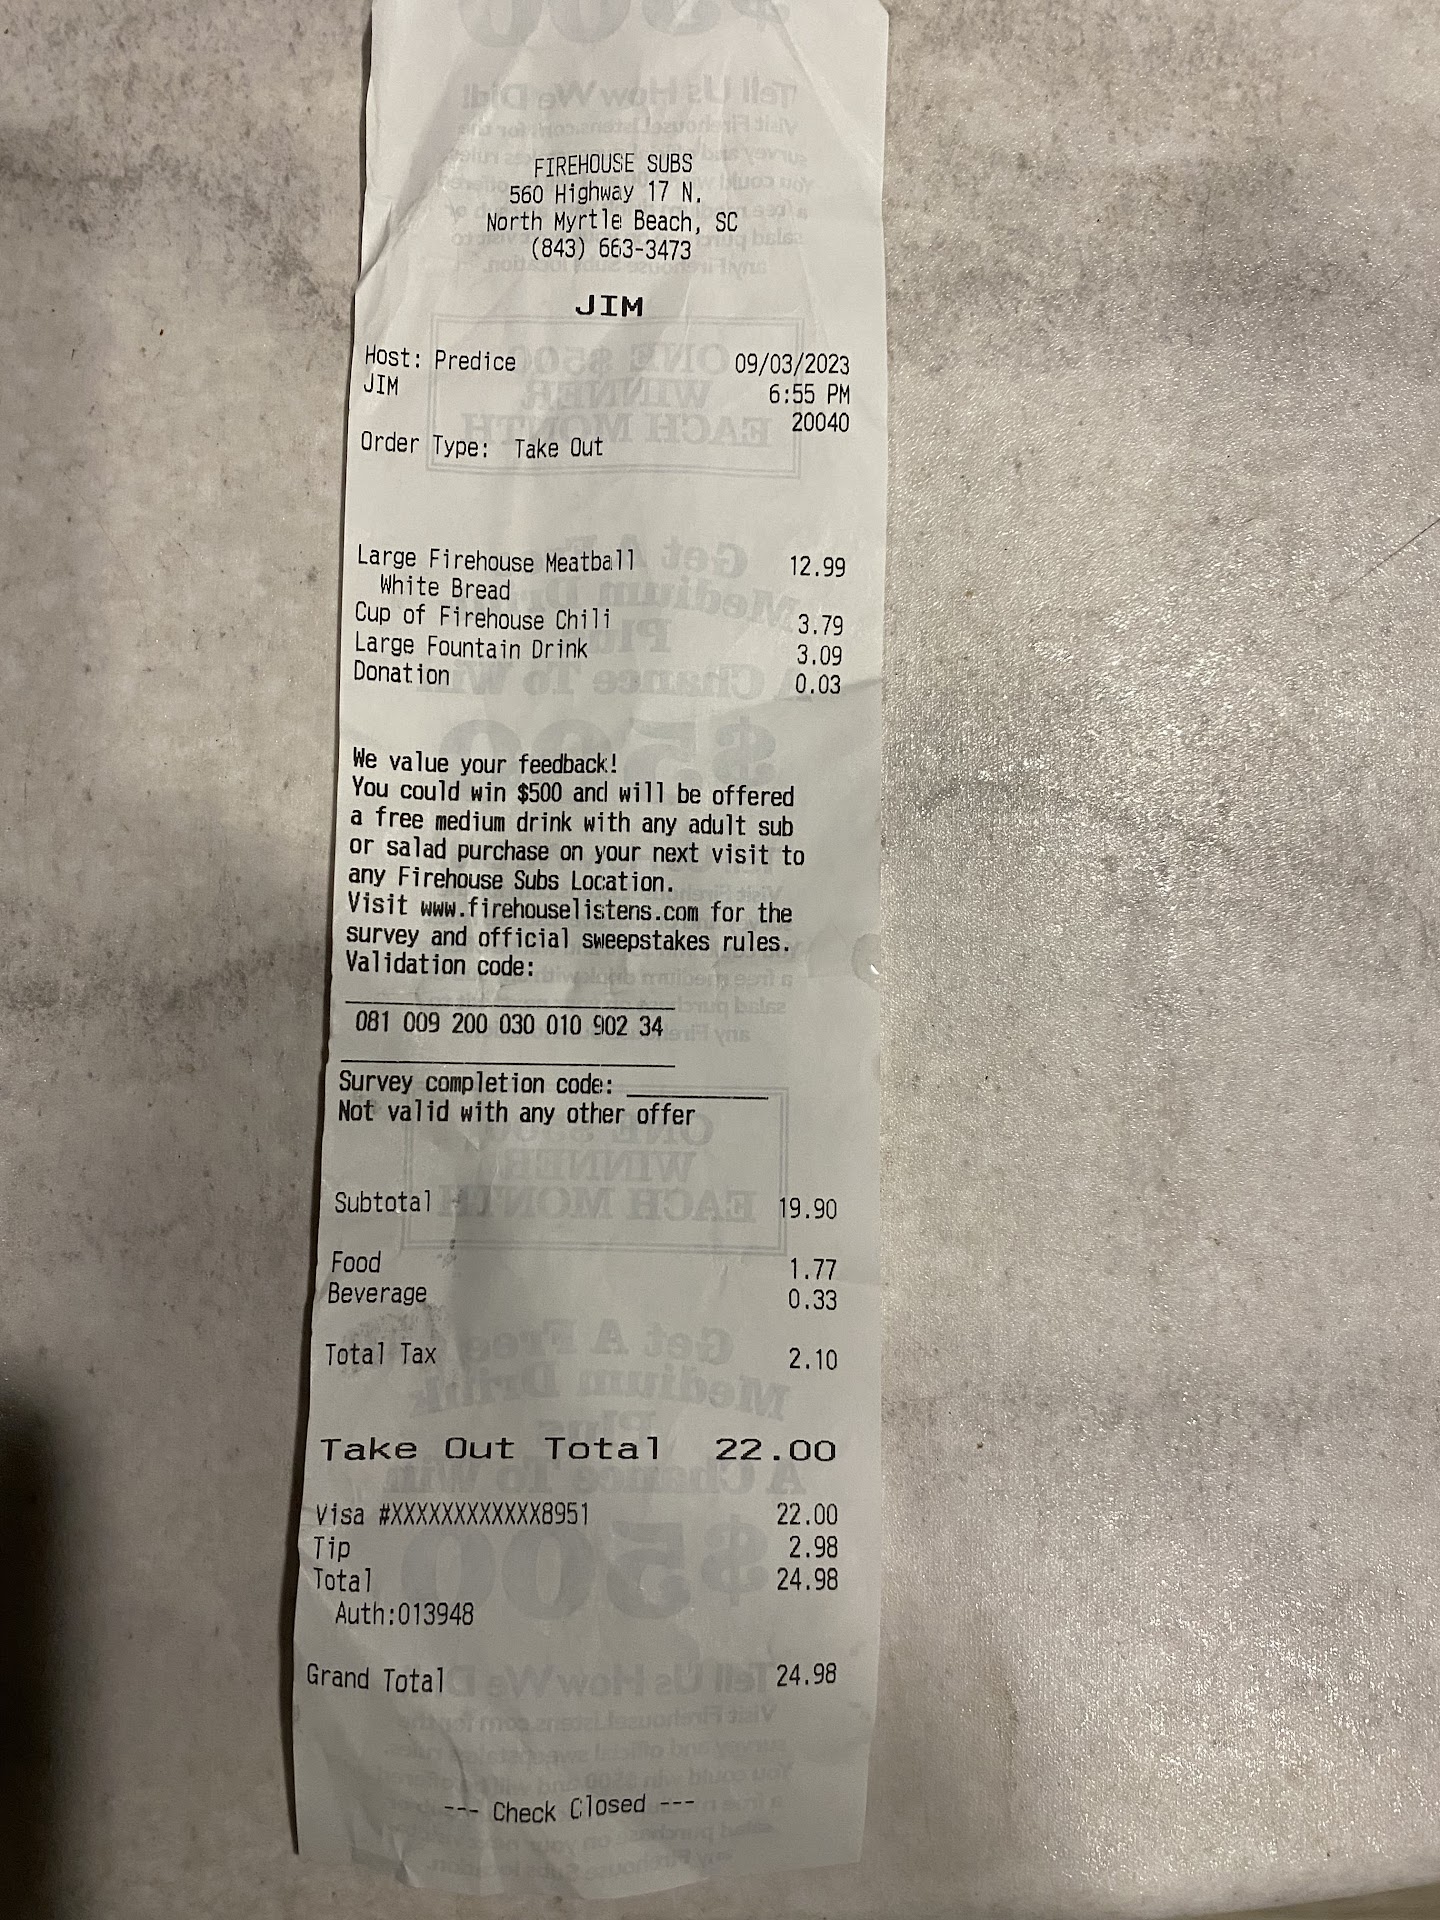 FIREHOUSE SUBS
560 Highway 17 N.
North Myrtle Beach, SC
(843) 663-3473
JIM
Host: Predice 09/03/2023
JIM 6:55 PM
20040
Order Type: Take Out
Large Firehouse Meatball 12.99
White Bread
Cup of Firehouse Chili 3.79
Large Fountain Drink 3.09
Donation 0.03
We value your feedback!
You could win $500 and will be offered
a free medium drink with any adult sub
or salad purchase on your next visit to
any Firehouse Subs Location.
Visit www.firehouselistens.com for the
survey and official sweepstakes rules.
Validation code:
081 009 200 030 010 902 34
Survey completion code: __________
Not valid with any other offer
Subtotal 19.90
Food 1.77
Beverage 0.33
Total Tax 2.10
Take Out Total 22.00
Visa #XXXXXXXXXXXX8951 22.00
Tip 2.98
Total 24.98
Auth:013948
Grand Total 24.98
--- Check Closed ---